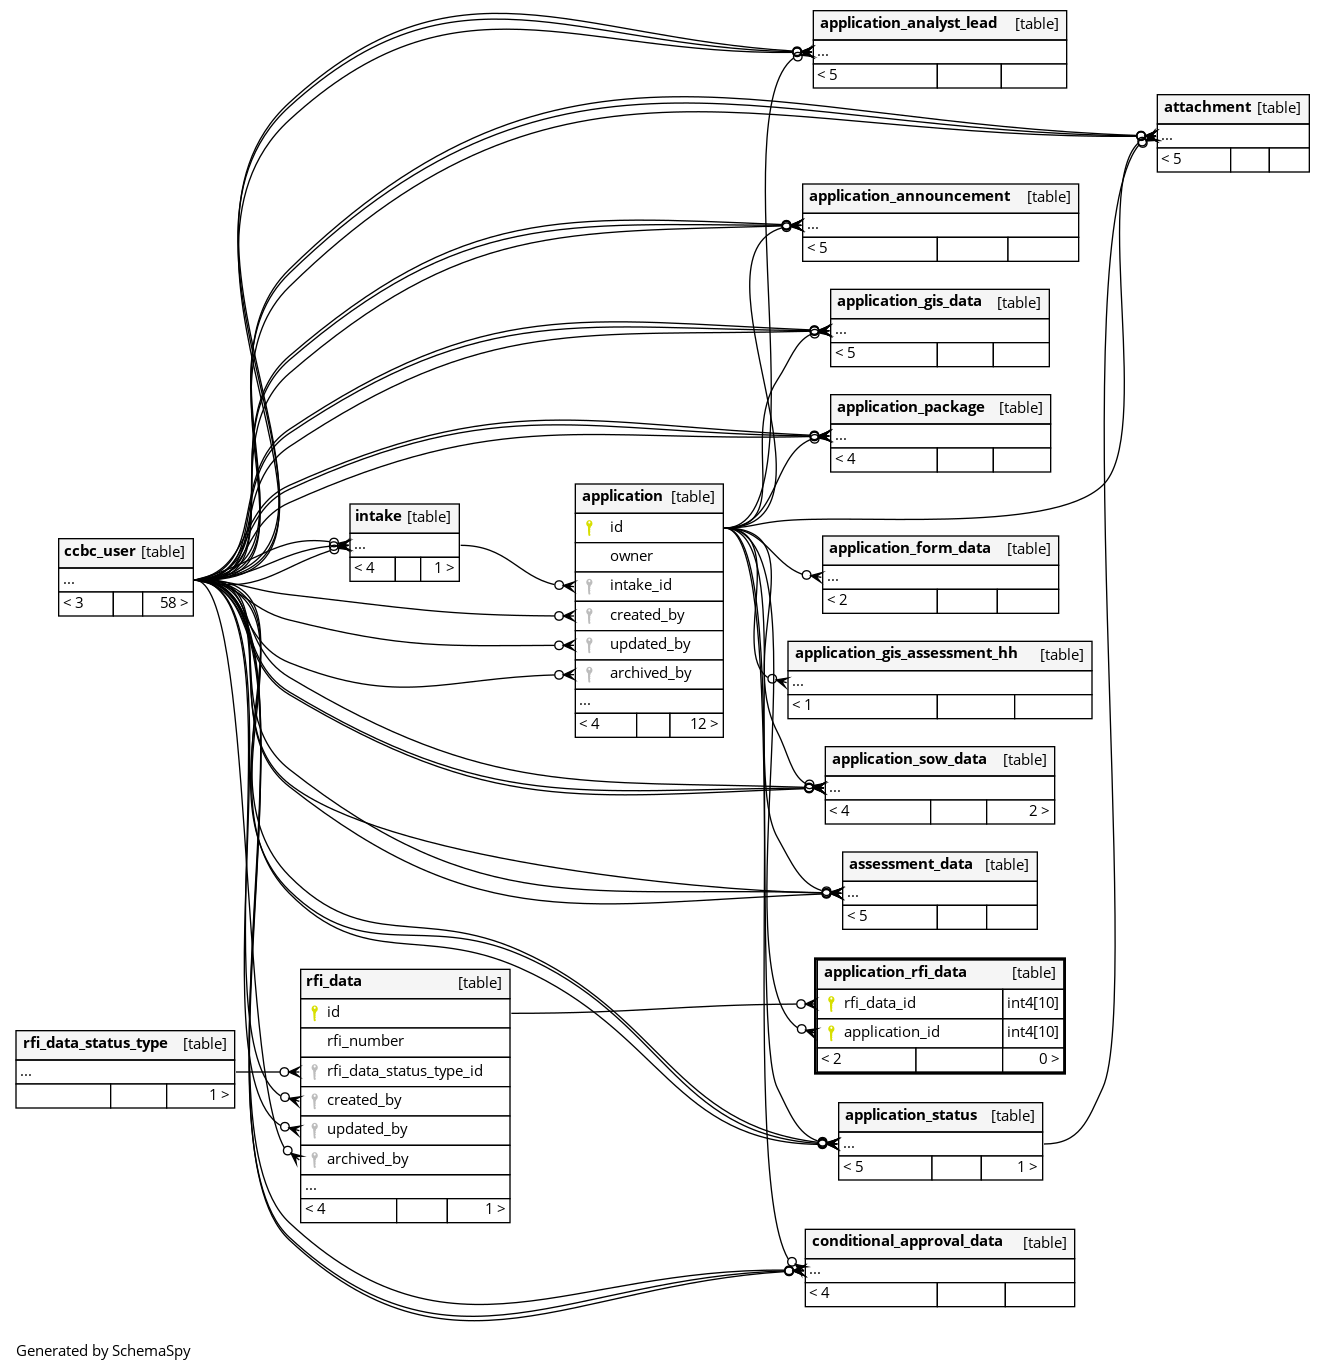 application_analyst_lead [table]
...
< 5
attachment [table]
...
< 5
application_announcement [table]
...
< 5
application_gis_data [table]
...
< 5
application_package [table]
...
< 4
application [table]
id
owner
intake_id
created_by
updated_by
archived_by
...
< 4 12 >
intake [table]
...
< 4 1 >
ccbc_user [table]
...
< 3 58 >
application_form_data [table]
...
< 2
application_gis_assessment_hh [table]
...
< 1
application_sow_data [table]
...
< 4 2 >
assessment_data [table]
...
< 5
application_rfi_data [table]
rfi_data_id int4[10]
application_id int4[10]
< 2 0 >
rfi_data [table]
id
rfi_number
rfi_data_status_type_id
created_by
updated_by
archived_by
...
< 4 1 >
rfi_data_status_type [table]
...
1 >
application_status [table]
...
< 5 1 >
conditional_approval_data [table]
...
< 4
Generated by SchemaSpy